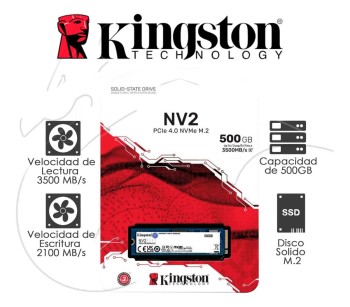 Kingston
TECHNOLOGY
SOLID-STATE DRIVE
NV2
PCIe 4.0 NVMe M.2
500GB
3500MB/s
Velocidad de
Lectura
3500 MB/s
Velocidad de
Escritura
2100 MB/s
Capacidad
de 500GB
SSD
Disco
Solido
M.2
Kingston
NV2